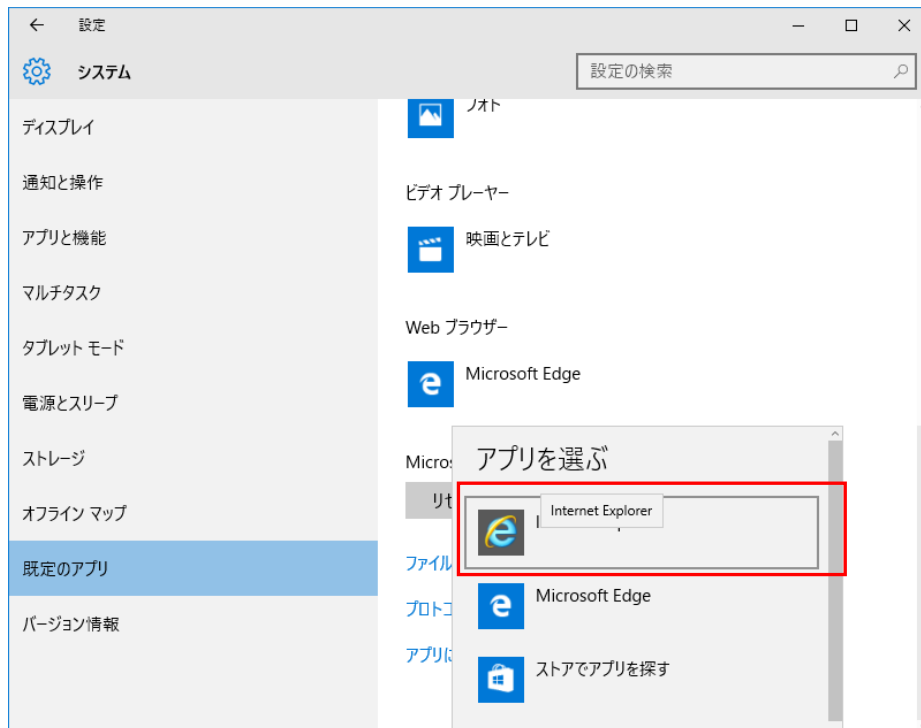 設定
システム
設定の検索
ディスプレイ
通知と操作
アプリと機能
マルチタスク
タブレット モード
電源とスリープ
ストレージ
オフライン マップ
既定のアプリ
バージョン情報
フォト
ビデオ プレーヤー
映画とテレビ
Web ブラウザー
Microsoft Edge
アプリを選ぶ
Internet Explorer
Microsoft Edge
ストアでアプリを探す
ファイル